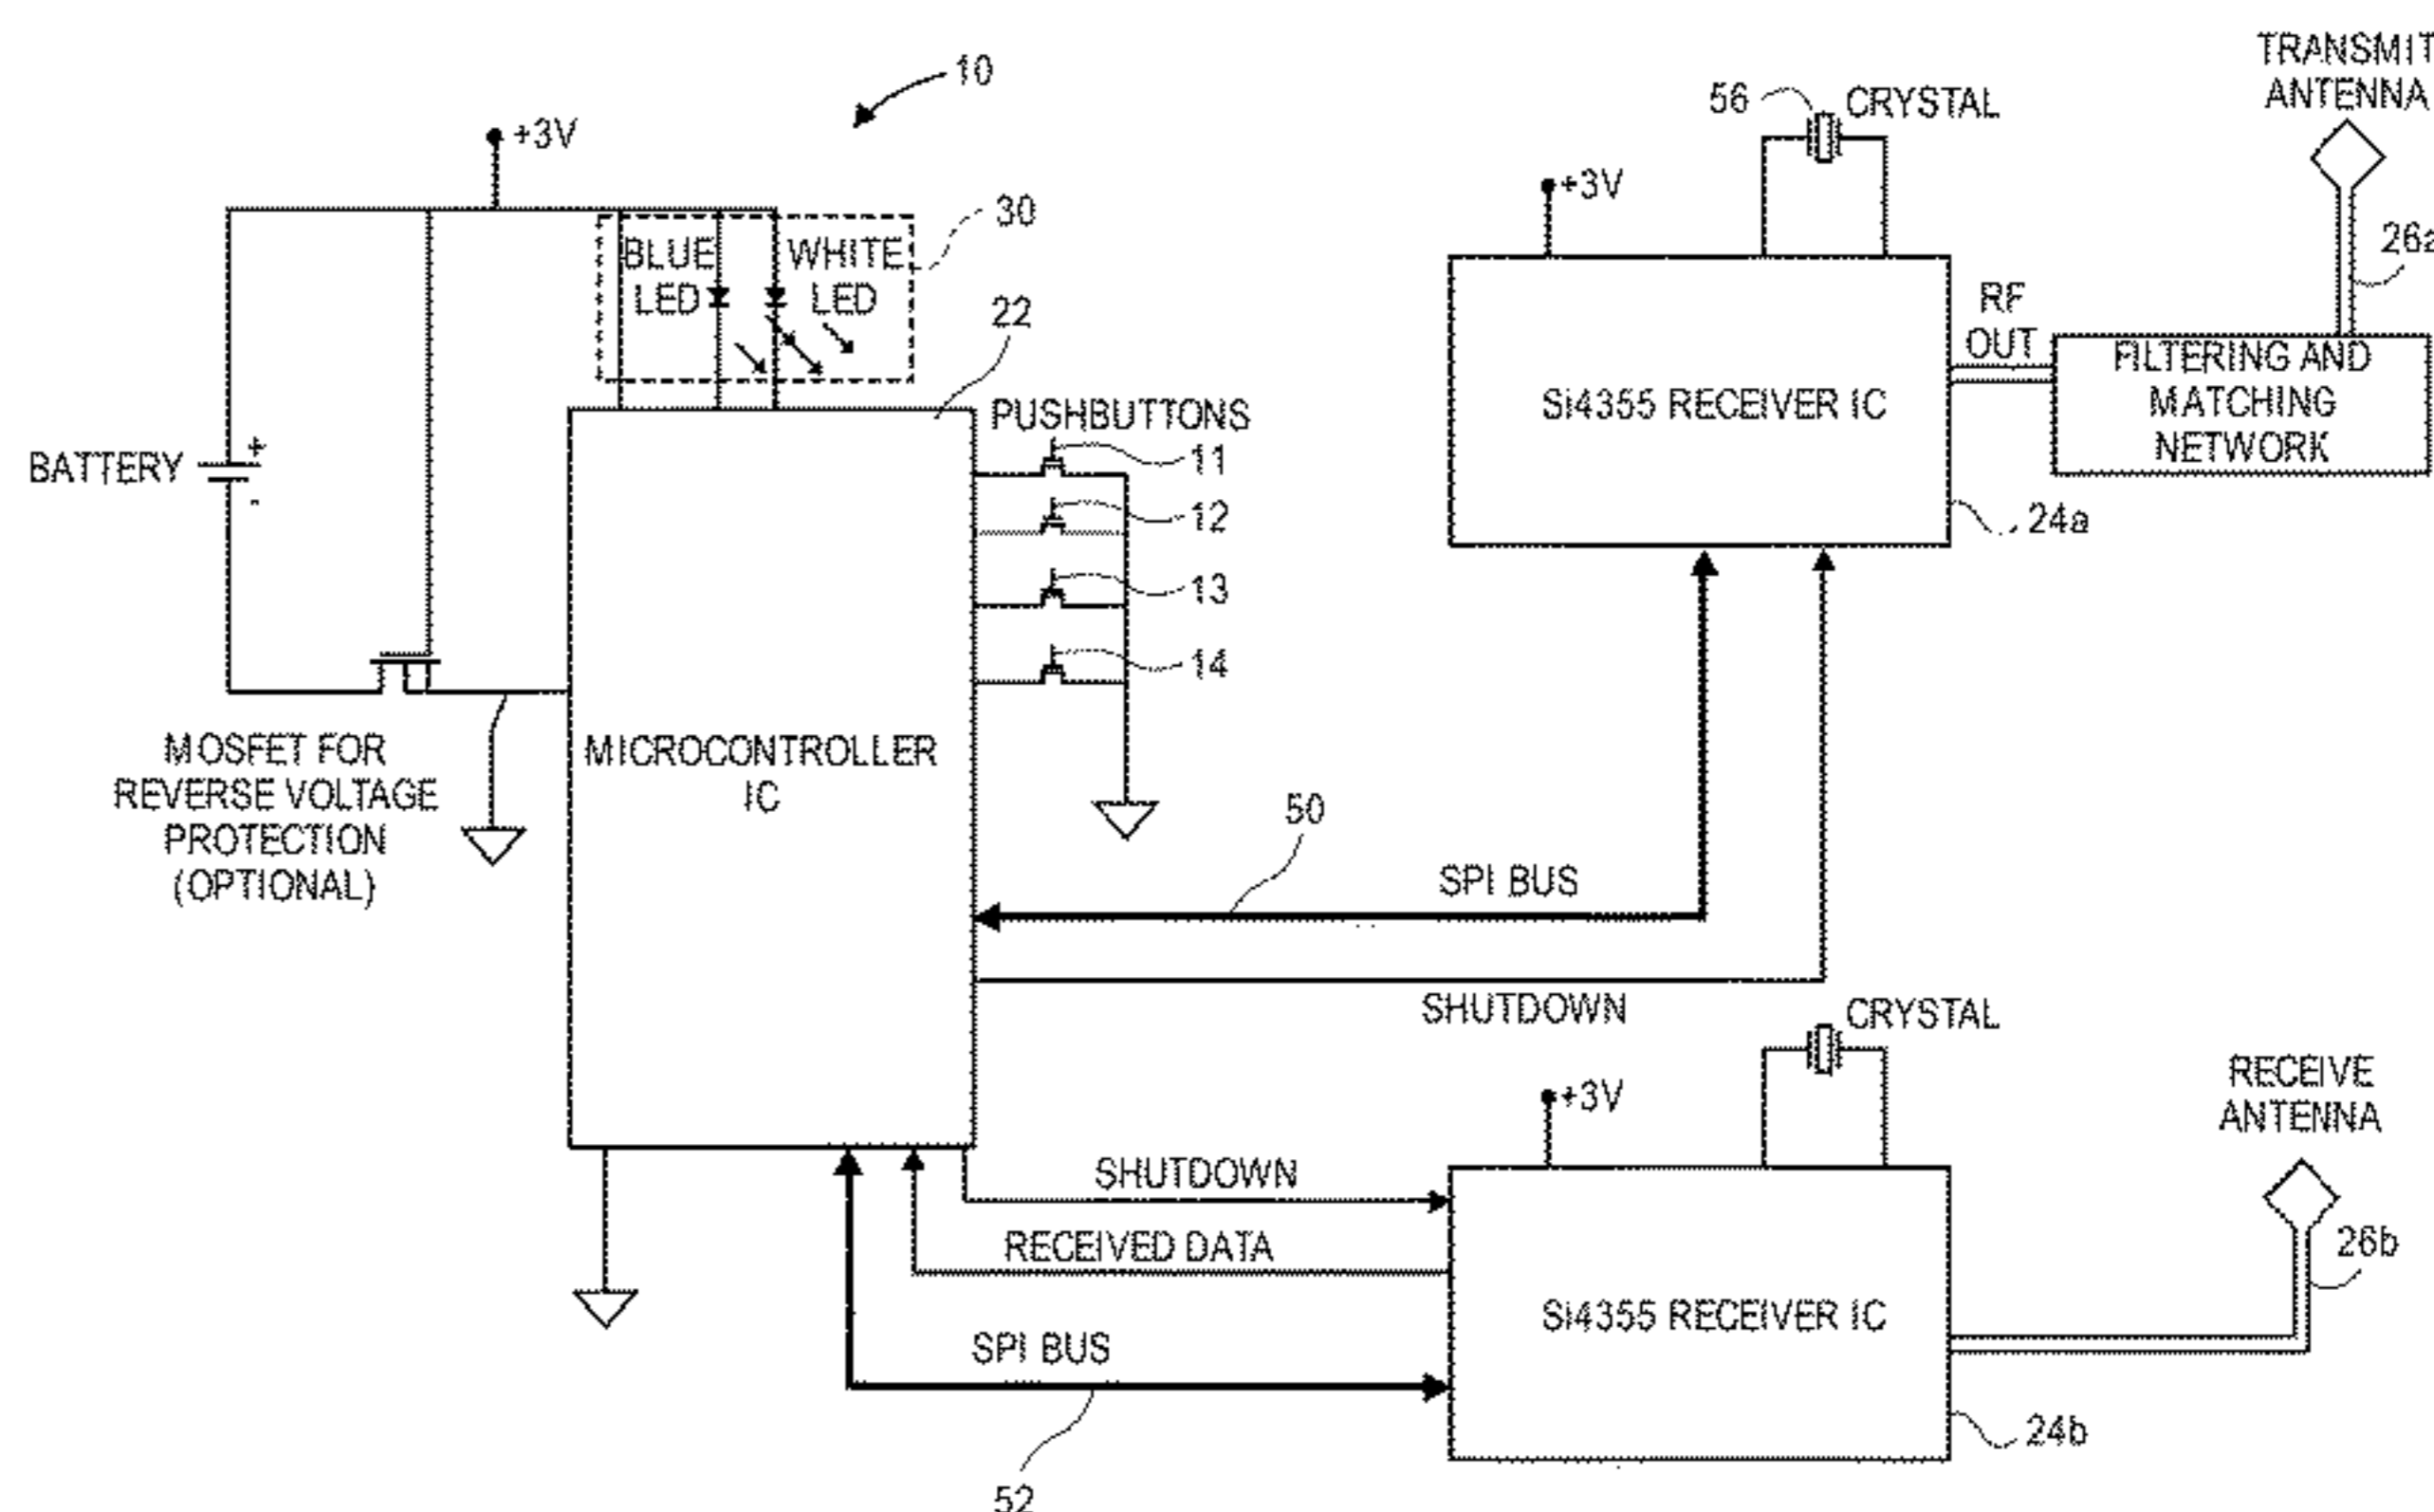 10
+3V
BLUE
LED
WHITE
LED
30
22
BATTERY
+
-
MOSFET FOR
REVERSE VOLTAGE
PROTECTION
(OPTIONAL)
MICROCONTROLLER
IC
PUSHBUTTONS
11
12
13
14
50
SPI BUS
SHUTDOWN
56
CRYSTAL
+3V
Si4355 RECEIVER IC
24a
RF
OUT
FILTERING AND
MATCHING
NETWORK
TRANSMIT
ANTENNA
26a
SHUTDOWN
RECEIVED DATA
SPI BUS
52
CRYSTAL
+3V
Si4355 RECEIVER IC
24b
RECEIVE
ANTENNA
26b